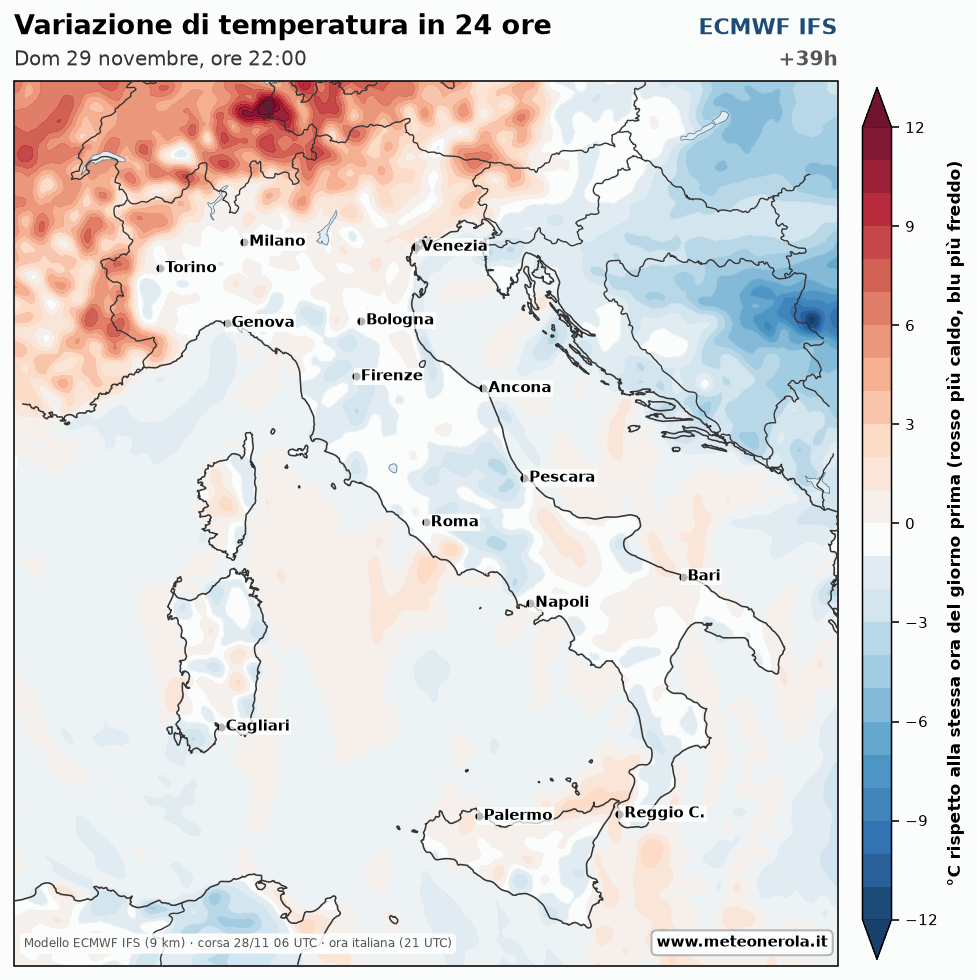 Variazione di temperatura in 24 ore
ECMWF IFS
Dom 29 novembre, ore 22:00
+39h
Milano
Venezia
Torino
Genova
Bologna
Firenze
Ancona
Pescara
Roma
Bari
Napoli
Cagliari
Palermo
Reggio C.
12
9
6
3
0
−3
−6
−9
−12
°C rispetto alla stessa ora del giorno prima (rosso più caldo, blu più freddo)
Modello ECMWF IFS (9 km) · corsa 28/11 06 UTC · ora italiana (21 UTC)
www.meteonerola.it